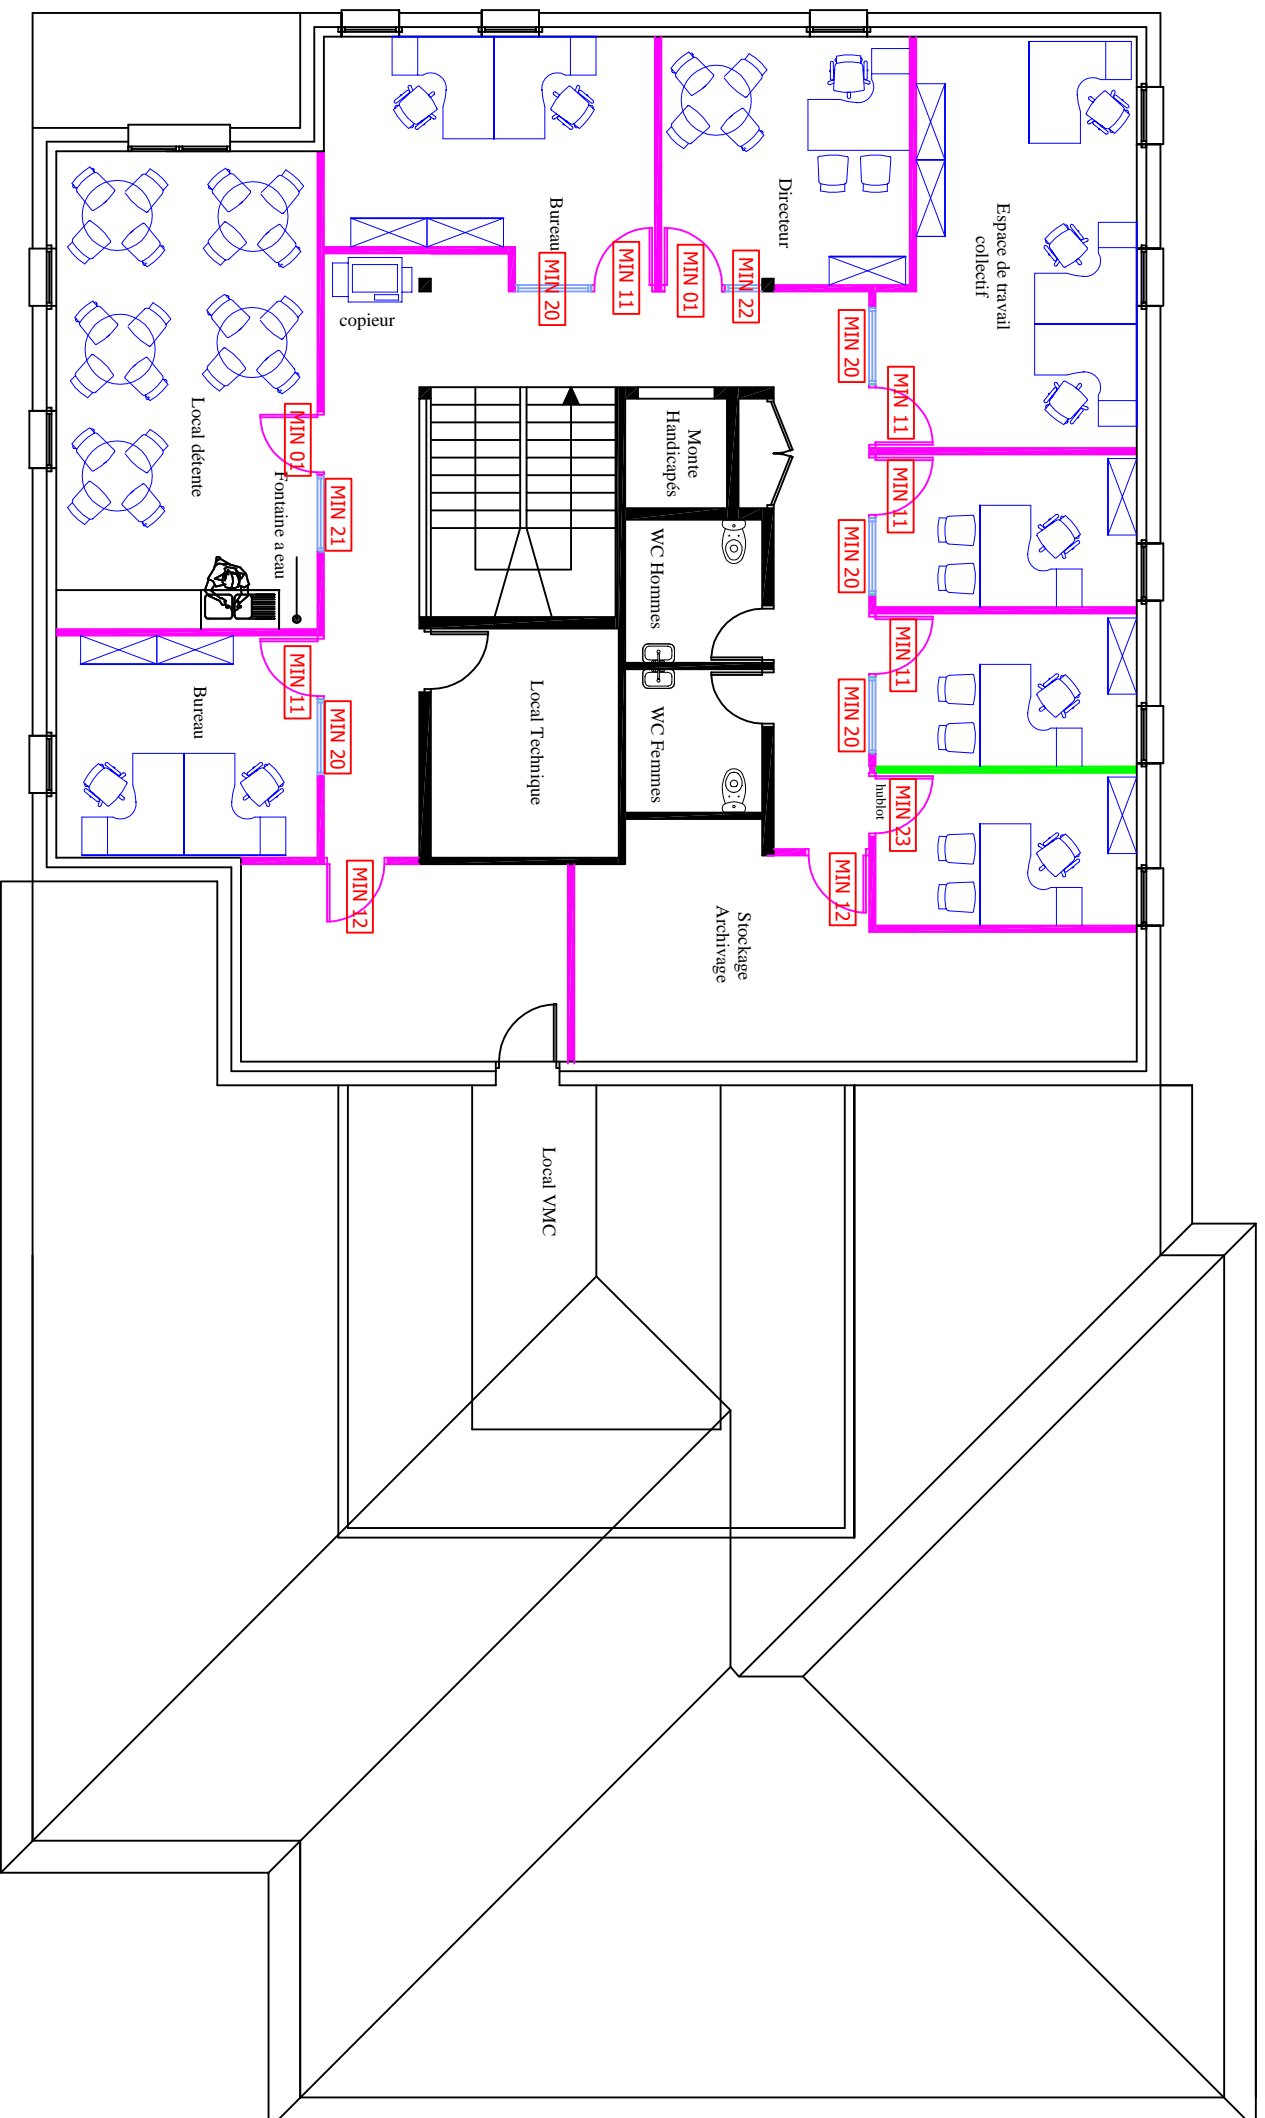 Espace de travail
collectif
Directeur
Bureau
MIN 20
MIN 11
MIN 01
MIN 22
MIN 20
MIN 11
copieur
MIN 11
MIN 20
Monte
Handicapés
Local détente
MIN 01
Fontaine a eau
MIN 21
WC Hommes
MIN 11
MIN 20
WC Femmes
Local Technique
Bureau
MIN 11
MIN 20
hublot
MIN 23
MIN 12
MIN 12
Stockage
Archivage
Local VMC